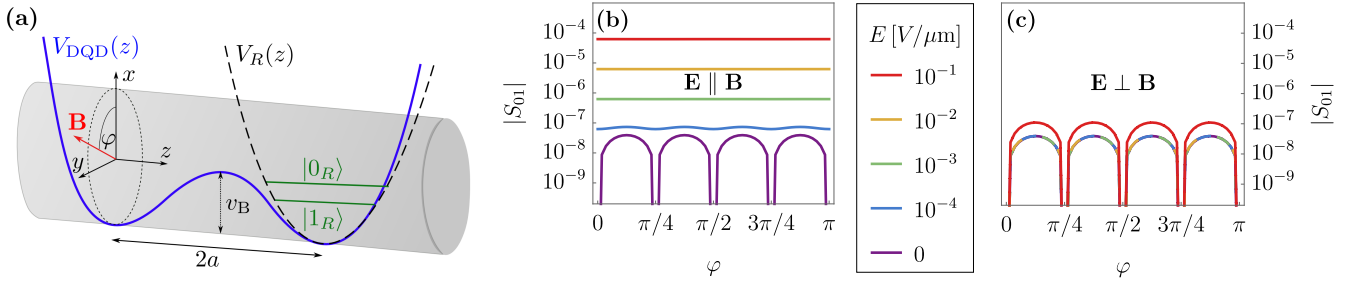 (a)
V_DQD(z)
V_R(z)
x
B
φ
y
z
|0_R⟩
|1_R⟩
v_B
2a
(b)
|S_01|
10^-4
10^-5
10^-6
10^-7
10^-8
10^-9
E ∥ B
0 π/4 π/2 3π/4 π
φ
E [V/μm]
10^-1
10^-2
10^-3
10^-4
0
(c)
E ⊥ B
10^-4
10^-5
10^-6
10^-7
10^-8
10^-9
|S_01|
0 π/4 π/2 3π/4 π
φ